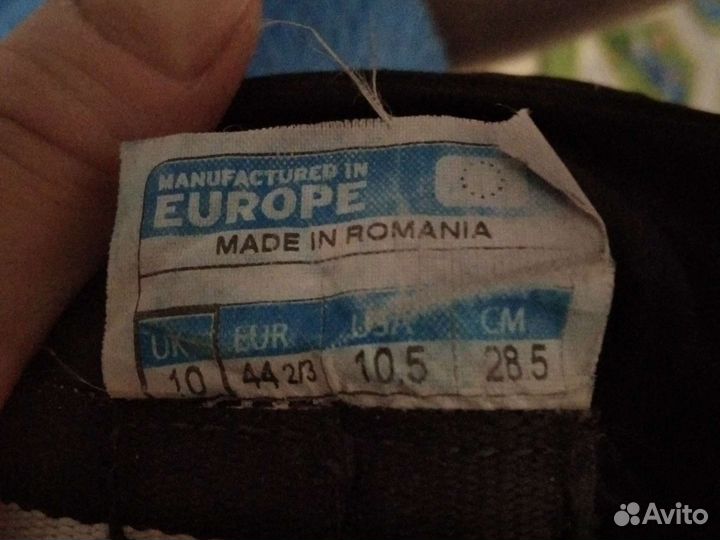 MANUFACTURED IN
EUROPE
MADE IN ROMANIA
UK EUR USA CM
10 44 2/3 10.5 28.5
Avito